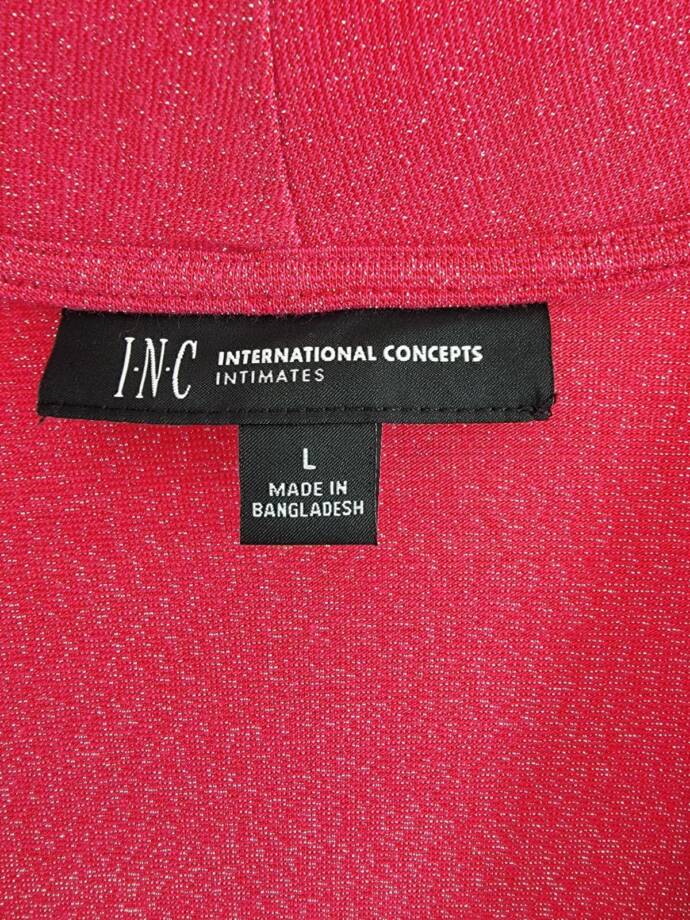 I·N·C INTERNATIONAL CONCEPTS
INTIMATES
L
MADE IN
BANGLADESH